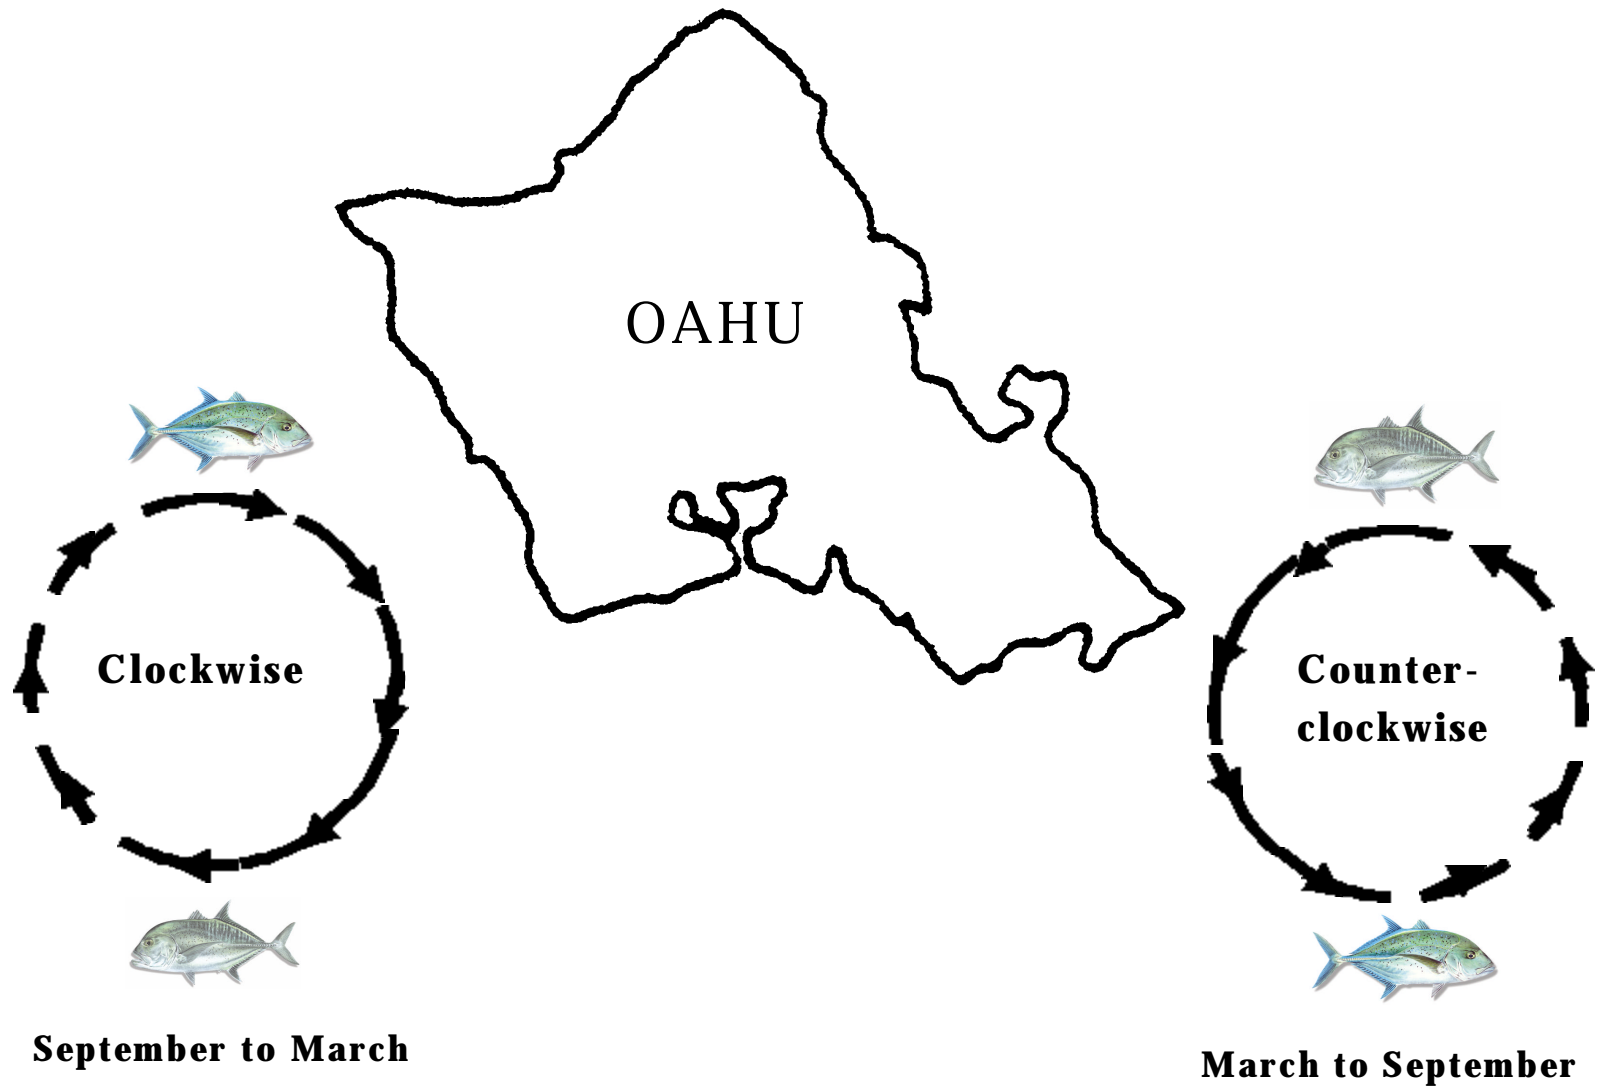 OAHU
Clockwise
Counter-
clockwise
September to March
March to September